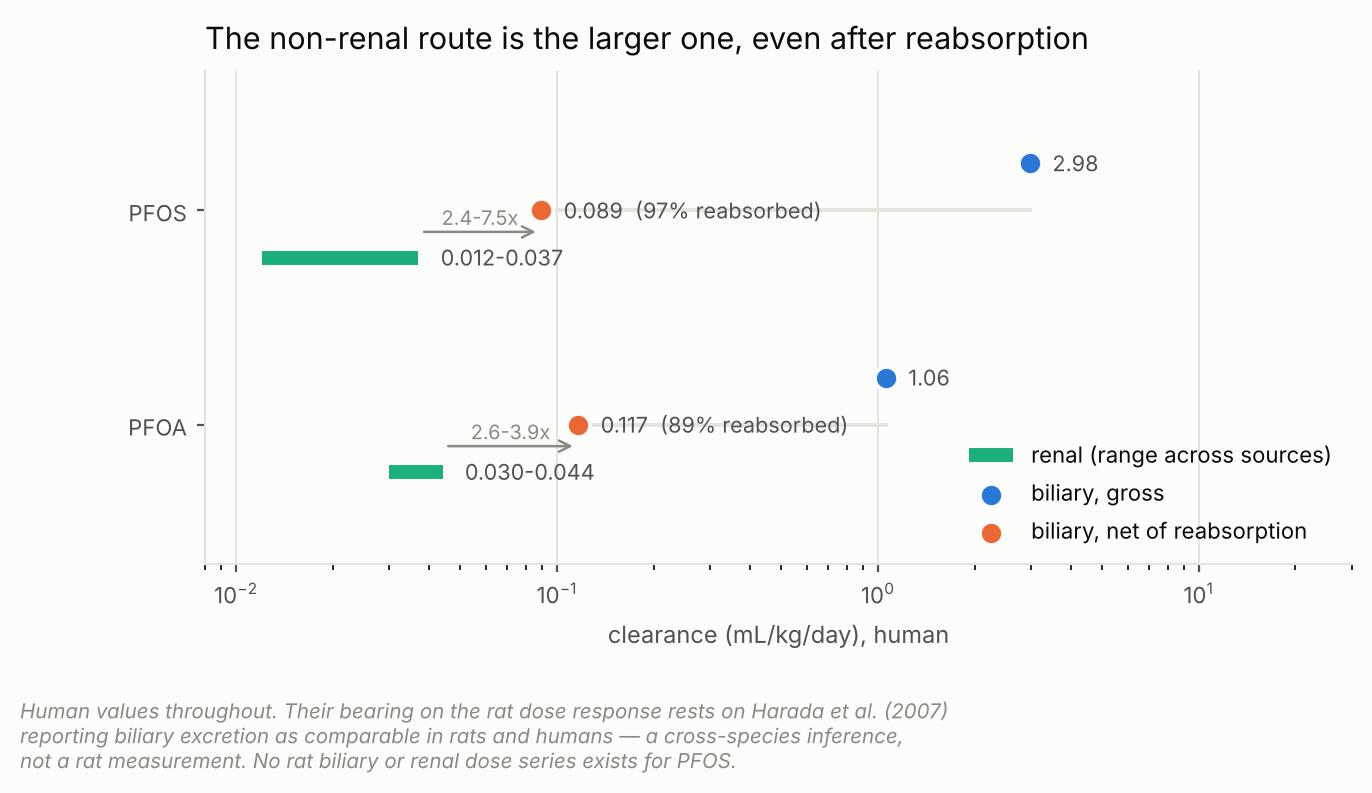 The non-renal route is the larger one, even after reabsorption
2.98
PFOS
0.089 (97% reabsorbed)
2.4-7.5x
0.012-0.037
1.06
PFOA
0.117 (89% reabsorbed)
2.6-3.9x
0.030-0.044
renal (range across sources)
biliary, gross
biliary, net of reabsorption
10⁻² 10⁻¹ 10⁰ 10¹
clearance (mL/kg/day), human
Human values throughout. Their bearing on the rat dose response rests on Harada et al. (2007)
reporting biliary excretion as comparable in rats and humans — a cross-species inference,
not a rat measurement. No rat biliary or renal dose series exists for PFOS.